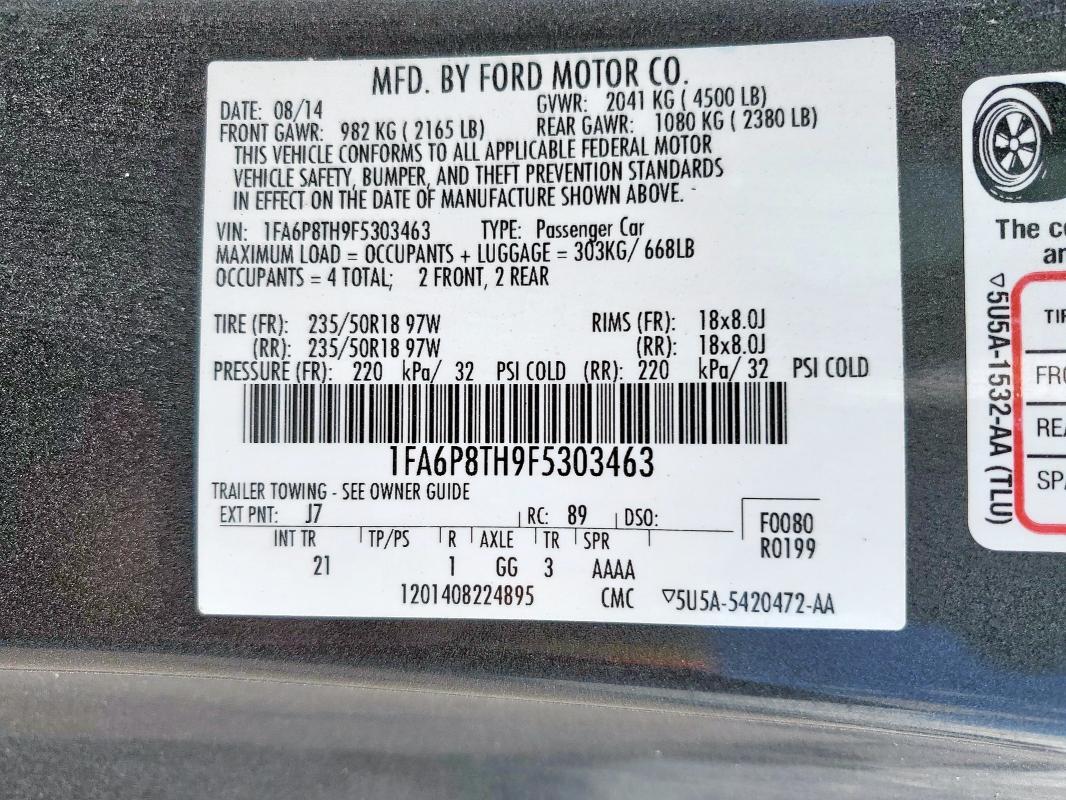 MFD. BY FORD MOTOR CO.
DATE: 08/14 GVWR: 2041 KG ( 4500 LB)
FRONT GAWR: 982 KG ( 2165 LB) REAR GAWR: 1080 KG ( 2380 LB)
THIS VEHICLE CONFORMS TO ALL APPLICABLE FEDERAL MOTOR
VEHICLE SAFETY, BUMPER, AND THEFT PREVENTION STANDARDS
IN EFFECT ON THE DATE OF MANUFACTURE SHOWN ABOVE.
VIN: 1FA6P8TH9F5303463 TYPE: Passenger Car
MAXIMUM LOAD = OCCUPANTS + LUGGAGE = 303KG/ 668LB
OCCUPANTS = 4 TOTAL; 2 FRONT, 2 REAR
TIRE (FR): 235/50R18 97W RIMS (FR): 18x8.0J
(RR): 235/50R18 97W (RR): 18x8.0J
PRESSURE (FR): 220 kPa/ 32 PSI COLD (RR): 220 kPa/ 32 PSI COLD
1FA6P8TH9F5303463
TRAILER TOWING - SEE OWNER GUIDE
EXT PNT: J7 RC: 89 DSO:
F0080
R0199
INT TR TP/PS R AXLE TR SPR
21 1 GG 3 AAAA
1201408224895 CMC ▽5U5A-5420472-AA
The
▽5U5A-1532-AA (TLU)